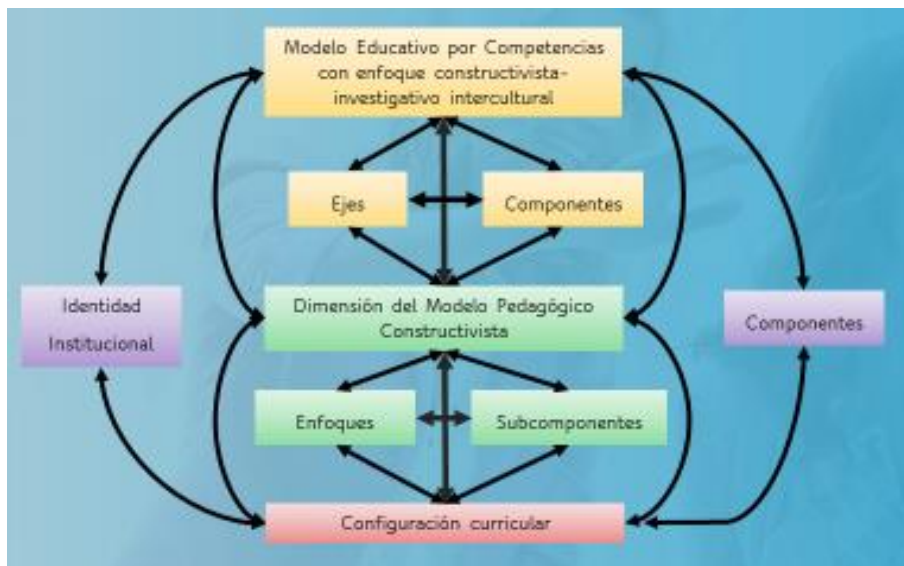 Modelo Educativo por Competencias
con enfoque constructivista-
investigativo intercultural
Ejes
Componentes
Identidad
Institucional
Dimensión del Modelo Pedagógico
Constructivista
Componentes
Enfoques
Subcomponentes
Configuración curricular